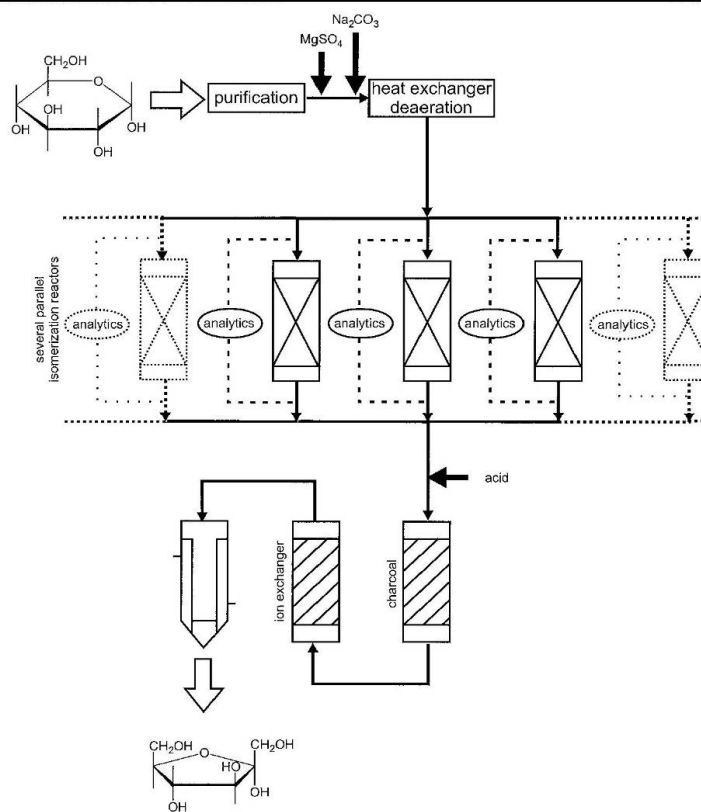 Na₂CO₃
MgSO₄
CH₂OH
O
OH
OH
OH
OH
purification
heat exchanger
deaeration
several parallel
isomerization reactors
analytics
analytics
analytics
analytics
analytics
acid
ion exchanger
charcoal
CH₂OH
O
CH₂OH
HO
OH
OH